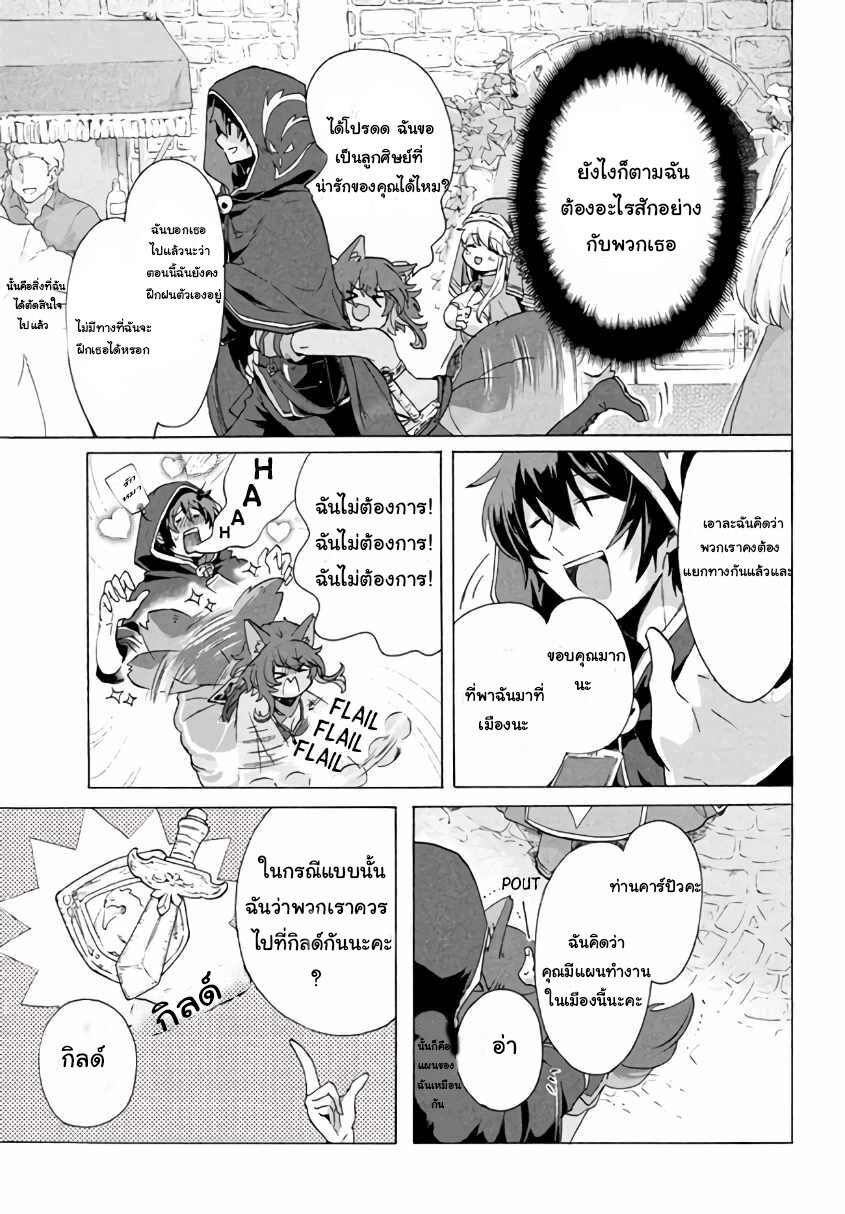 ยังไงก็ตามฉัน
ต้องอะไรสักอย่าง
กับพวกเธอ
ได้โปรดด ฉันขอ
เป็นลูกศิษย์ที่
น่ารักของคุณได้ไหม?
ฉันบอกเธอ
ไปแล้วนะว่า
ตอนนี้ฉันยังคง
ฝึกฝนตัวเองอยู่
ไม่มีทางที่ฉันจะ
ฝึกเธอได้หรอก
นั้นคือสิ่งที่ฉัน
ได้ตัดสินใจ
ไปแล้ว
เอาละฉันคิดว่า
พวกเราคงต้อง
แยกทางกันแล้วและ
ขอบคุณมาก
นะ
ที่พาฉันมาที่
เมืองนะ
ฉันไม่ต้องการ!
ฉันไม่ต้องการ!
ฉันไม่ต้องการ!
HA
HA
รัก
หมา
FLAIL
FLAIL
FLAIL
ท่านคาร์ปิวคะ
ฉันคิดว่า
คุณมีแผนทำงาน
ในเมืองนี้นะคะ
POUT
อ่า
นั้นก็คือ
แผนของ
ฉันเหมือน
กัน
ในกรณีแบบนั้น
ฉันว่าพวกเราควร
ไปที่กิลด์กันนะคะ
?
กิลด์
กิลด์